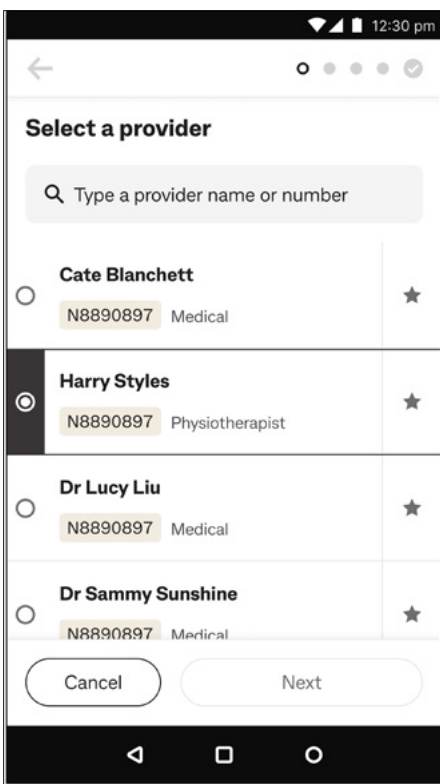 12:30 pm
Select a provider
Type a provider name or number
Cate Blanchett
N8890897 Medical
Harry Styles
N8890897 Physiotherapist
Dr Lucy Liu
N8890897 Medical
Dr Sammy Sunshine
N8890897 Medical
Cancel Next